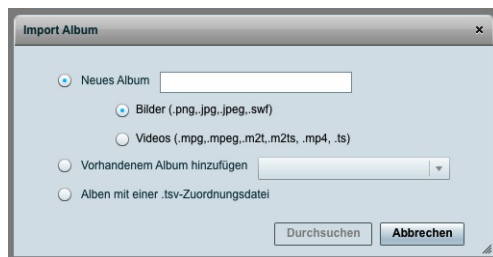 Import Album
Neues Album
Bilder (.png,.jpg,.jpeg,.swf)
Videos (.mpg,.mpeg,.m2t,.m2ts, .mp4, .ts)
Vorhandenem Album hinzufügen
Alben mit einer .tsv-Zuordnungsdatei
Durchsuchen Abbrechen